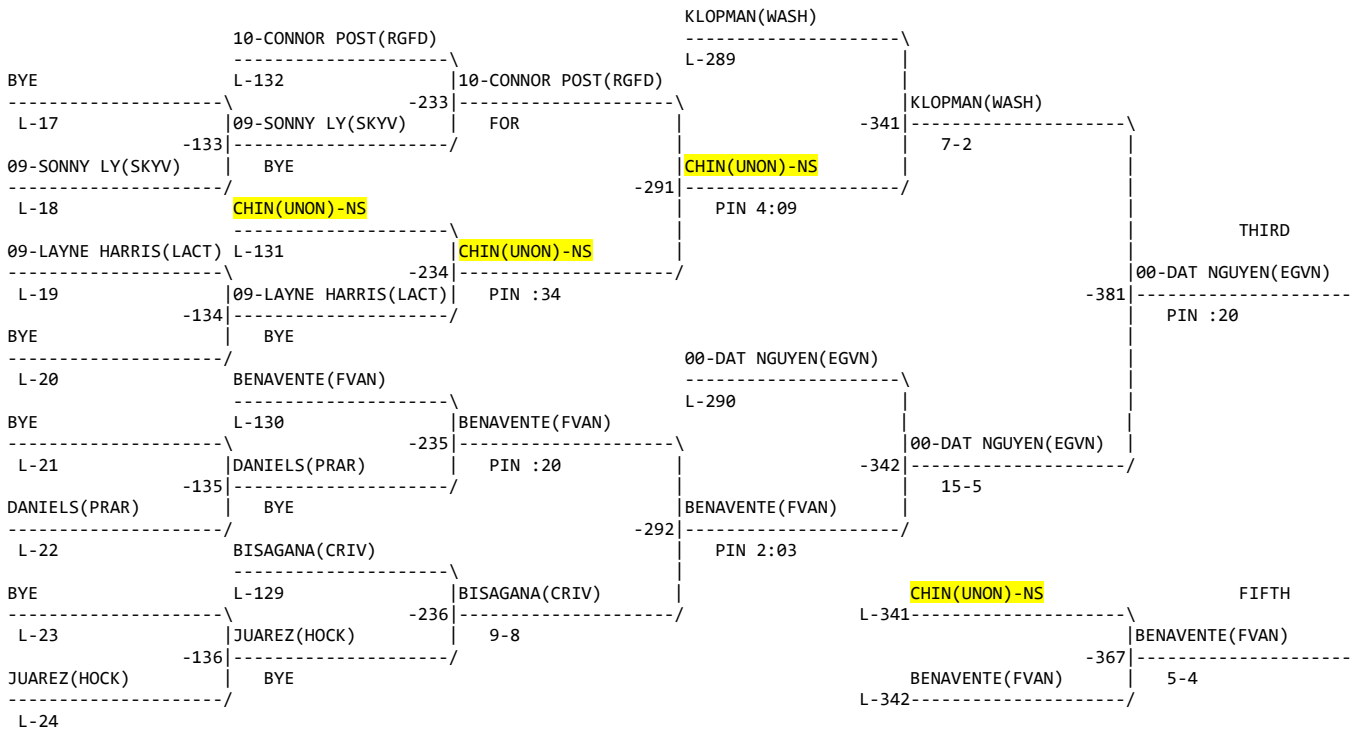 KLOPMAN(WASH)
10-CONNOR POST(RGFD) ---------------------\
---------------------\ L-289 |
BYE L-132 |10-CONNOR POST(RGFD) |
---------------------\ -233|---------------------\ |KLOPMAN(WASH)
L-17 |09-SONNY LY(SKYV) | FOR | -341|---------------------\
-133|---------------------/ | | 7-2 |
09-SONNY LY(SKYV) | BYE |CHIN(UNON)-NS | |
---------------------/ -291|---------------------/ |
L-18 CHIN(UNON)-NS | PIN 4:09 |
---------------------\ | | THIRD
09-LAYNE HARRIS(LACT) L-131 |CHIN(UNON)-NS | |
---------------------\ -234|---------------------/ |00-DAT NGUYEN(EGVN)
L-19 |09-LAYNE HARRIS(LACT)| PIN :34 -381|---------------------
-134|---------------------/ | PIN :20
BYE | BYE |
---------------------/ 00-DAT NGUYEN(EGVN) |
L-20 BENAVENTE(FVAN) ---------------------\ |
---------------------\ L-290 | |
BYE L-130 |BENAVENTE(FVAN) | |
---------------------\ -235|---------------------\ |00-DAT NGUYEN(EGVN) |
L-21 |DANIELS(PRAR) | PIN :20 | -342|---------------------/
-135|---------------------/ | | 15-5
DANIELS(PRAR) | BYE |BENAVENTE(FVAN) |
---------------------/ -292|---------------------/
L-22 BISAGANA(CRIV) | PIN 2:03
---------------------\ |
BYE L-129 |BISAGANA(CRIV) | CHIN(UNON)-NS FIFTH
---------------------\ -236|---------------------/ L-341---------------------\
L-23 |JUAREZ(HOCK) | 9-8 |BENAVENTE(FVAN)
-136|---------------------/ -367|---------------------
JUAREZ(HOCK) | BYE BENAVENTE(FVAN) | 5-4
---------------------/ L-342---------------------/
L-24